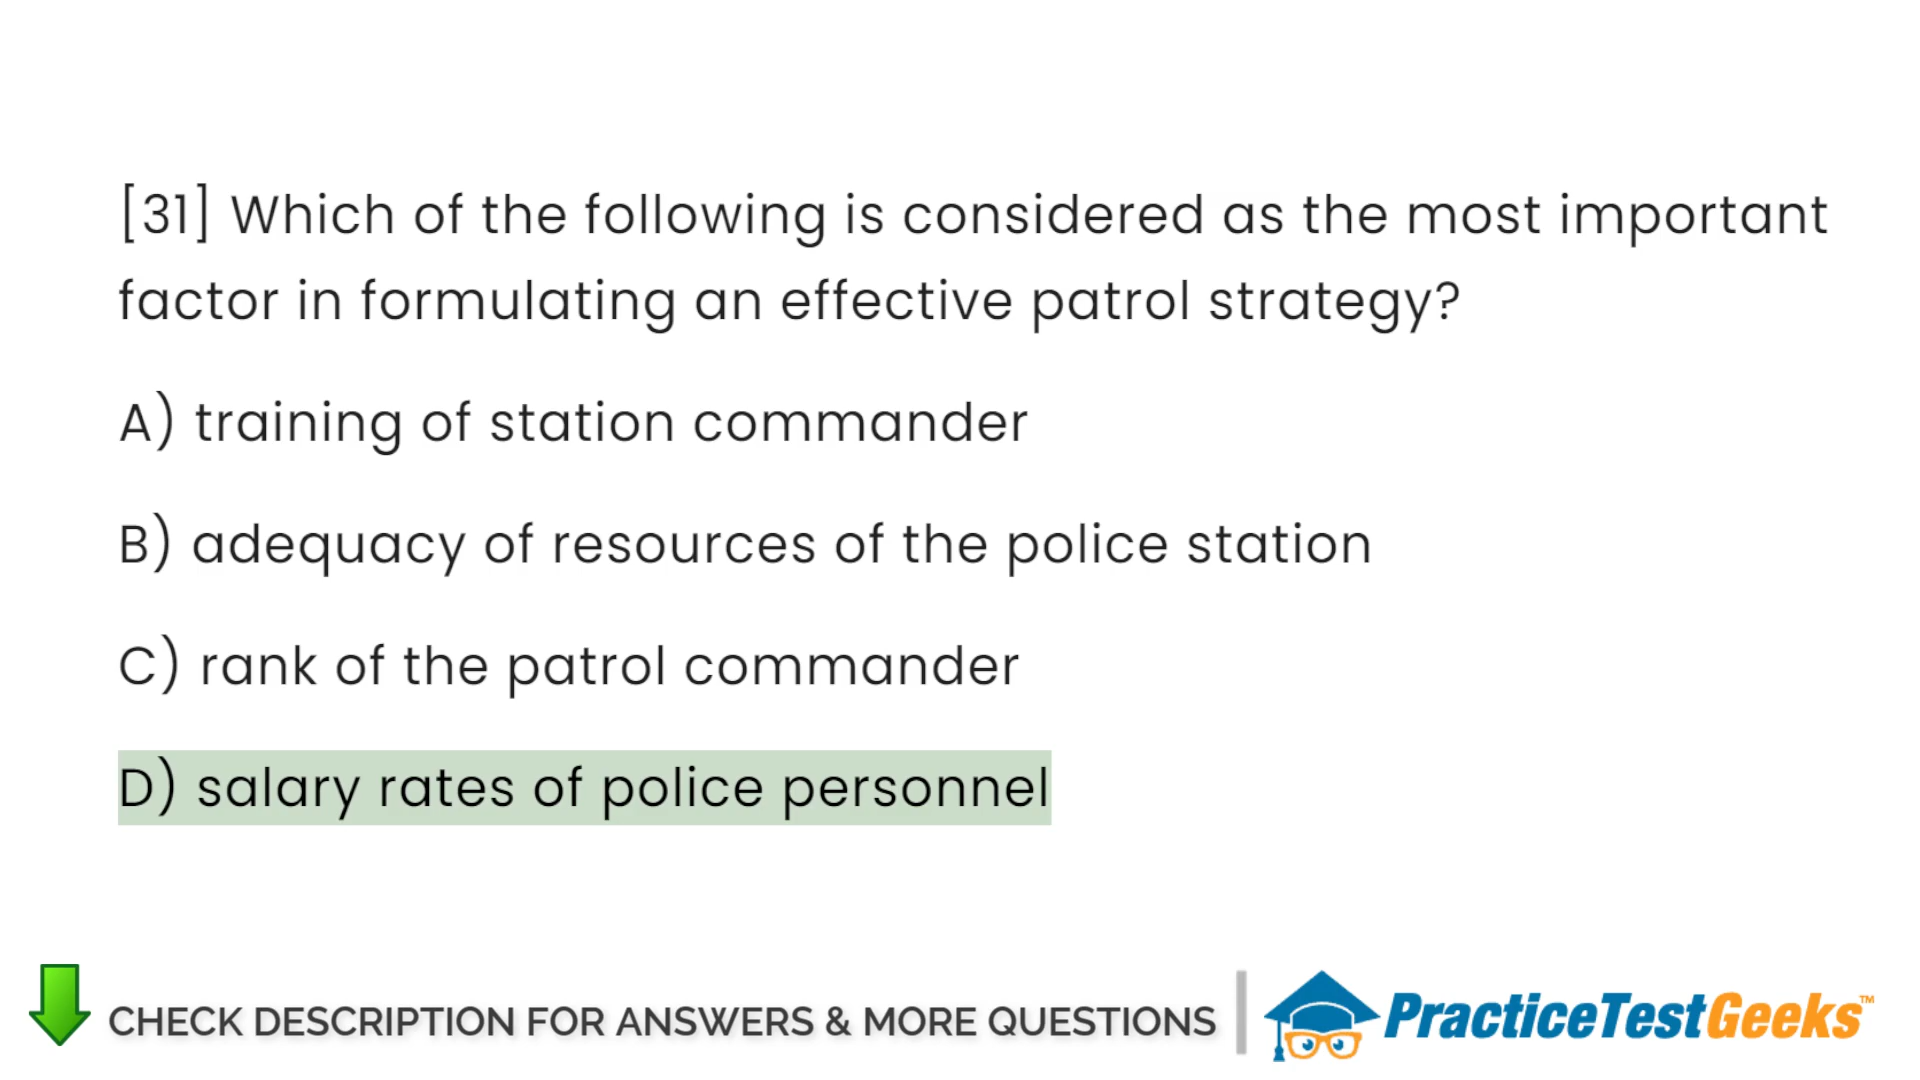 [31] Which of the following is considered as the most important
factor in formulating an effective patrol strategy?
A) training of station commander
B) adequacy of resources of the police station
C) rank of the patrol commander
D) salary rates of police personnel
CHECK DESCRIPTION FOR ANSWERS & MORE QUESTIONS
PracticeTestGeeks™